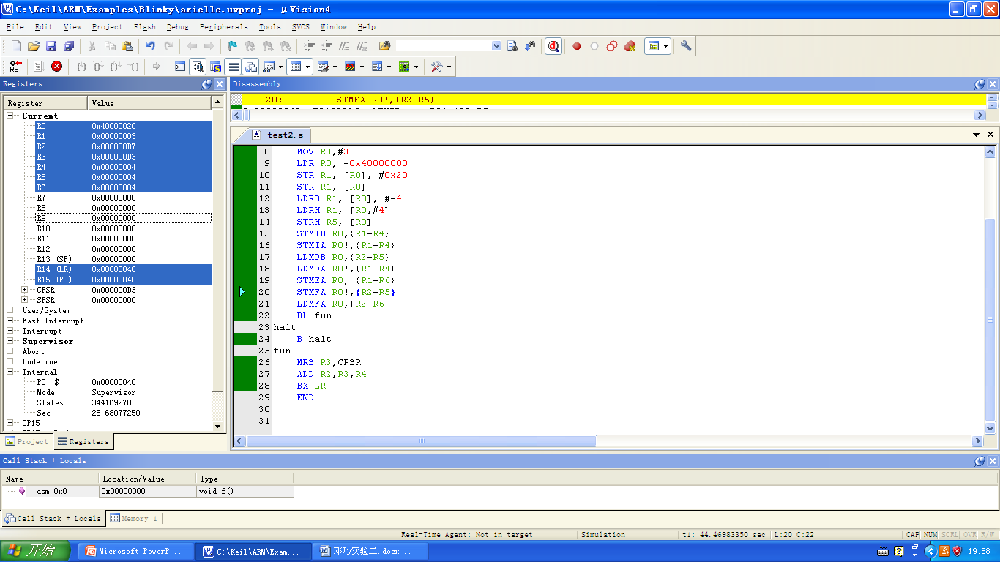 C:\Keil\ARM\Examples\Blinky\arielle.uvproj - µVision4
File Edit View Project Flash Debug Peripherals Tools SVCS Window Help
Registers
Register Value
Current
R0 0x4000002C
R1 0x00000003
R2 0x000000D7
R3 0x000000D3
R4 0x00000004
R5 0x00000004
R6 0x00000004
R7 0x00000000
R8 0x00000000
R9 0x00000000
R10 0x00000000
R11 0x00000000
R12 0x00000000
R13 (SP) 0x00000000
R14 (LR) 0x0000004C
R15 (PC) 0x0000004C
CPSR 0x000000D3
SPSR 0x00000000
User/System
Fast Interrupt
Interrupt
Supervisor
Abort
Undefined
Internal
PC $ 0x0000004C
Mode Supervisor
States 344169270
Sec 28.68077250
CP15
Project Registers
Disassembly
20: STMFA R0!,{R2-R5}
test2.s
8 MOV R3,#3
9 LDR R0, =0x40000000
10 STR R1, [R0], #0x20
11 STR R1, [R0]
12 LDRB R1, [R0], #-4
13 LDRH R1, [R0,#4]
14 STRH R5, [R0]
15 STMIB R0,{R1-R4}
16 STMIA R0!,{R1-R4}
17 LDMDB R0,{R2-R5}
18 LDMDA R0!,{R1-R4}
19 STMEA R0, {R1-R6}
20 STMFA R0!,{R2-R5}
21 LDMFA R0,{R2-R6}
22 BL fun
23 halt
24 B halt
25 fun
26 MRS R3,CPSR
27 ADD R2,R3,R4
28 BX LR
29 END
30
31
Call Stack + Locals
Name Location/Value Type
__asm_0x0 0x00000000 void f()
Call Stack + Locals Memory 1
Real-Time Agent: Not in target Simulation t1: 44.46983350 sec L:20 C:22 CAP NUM SCRL OVR R/W
开始 Microsoft PowerP... C:\Keil\ARM\Exam... 邓巧实验二.docx ... 19:58